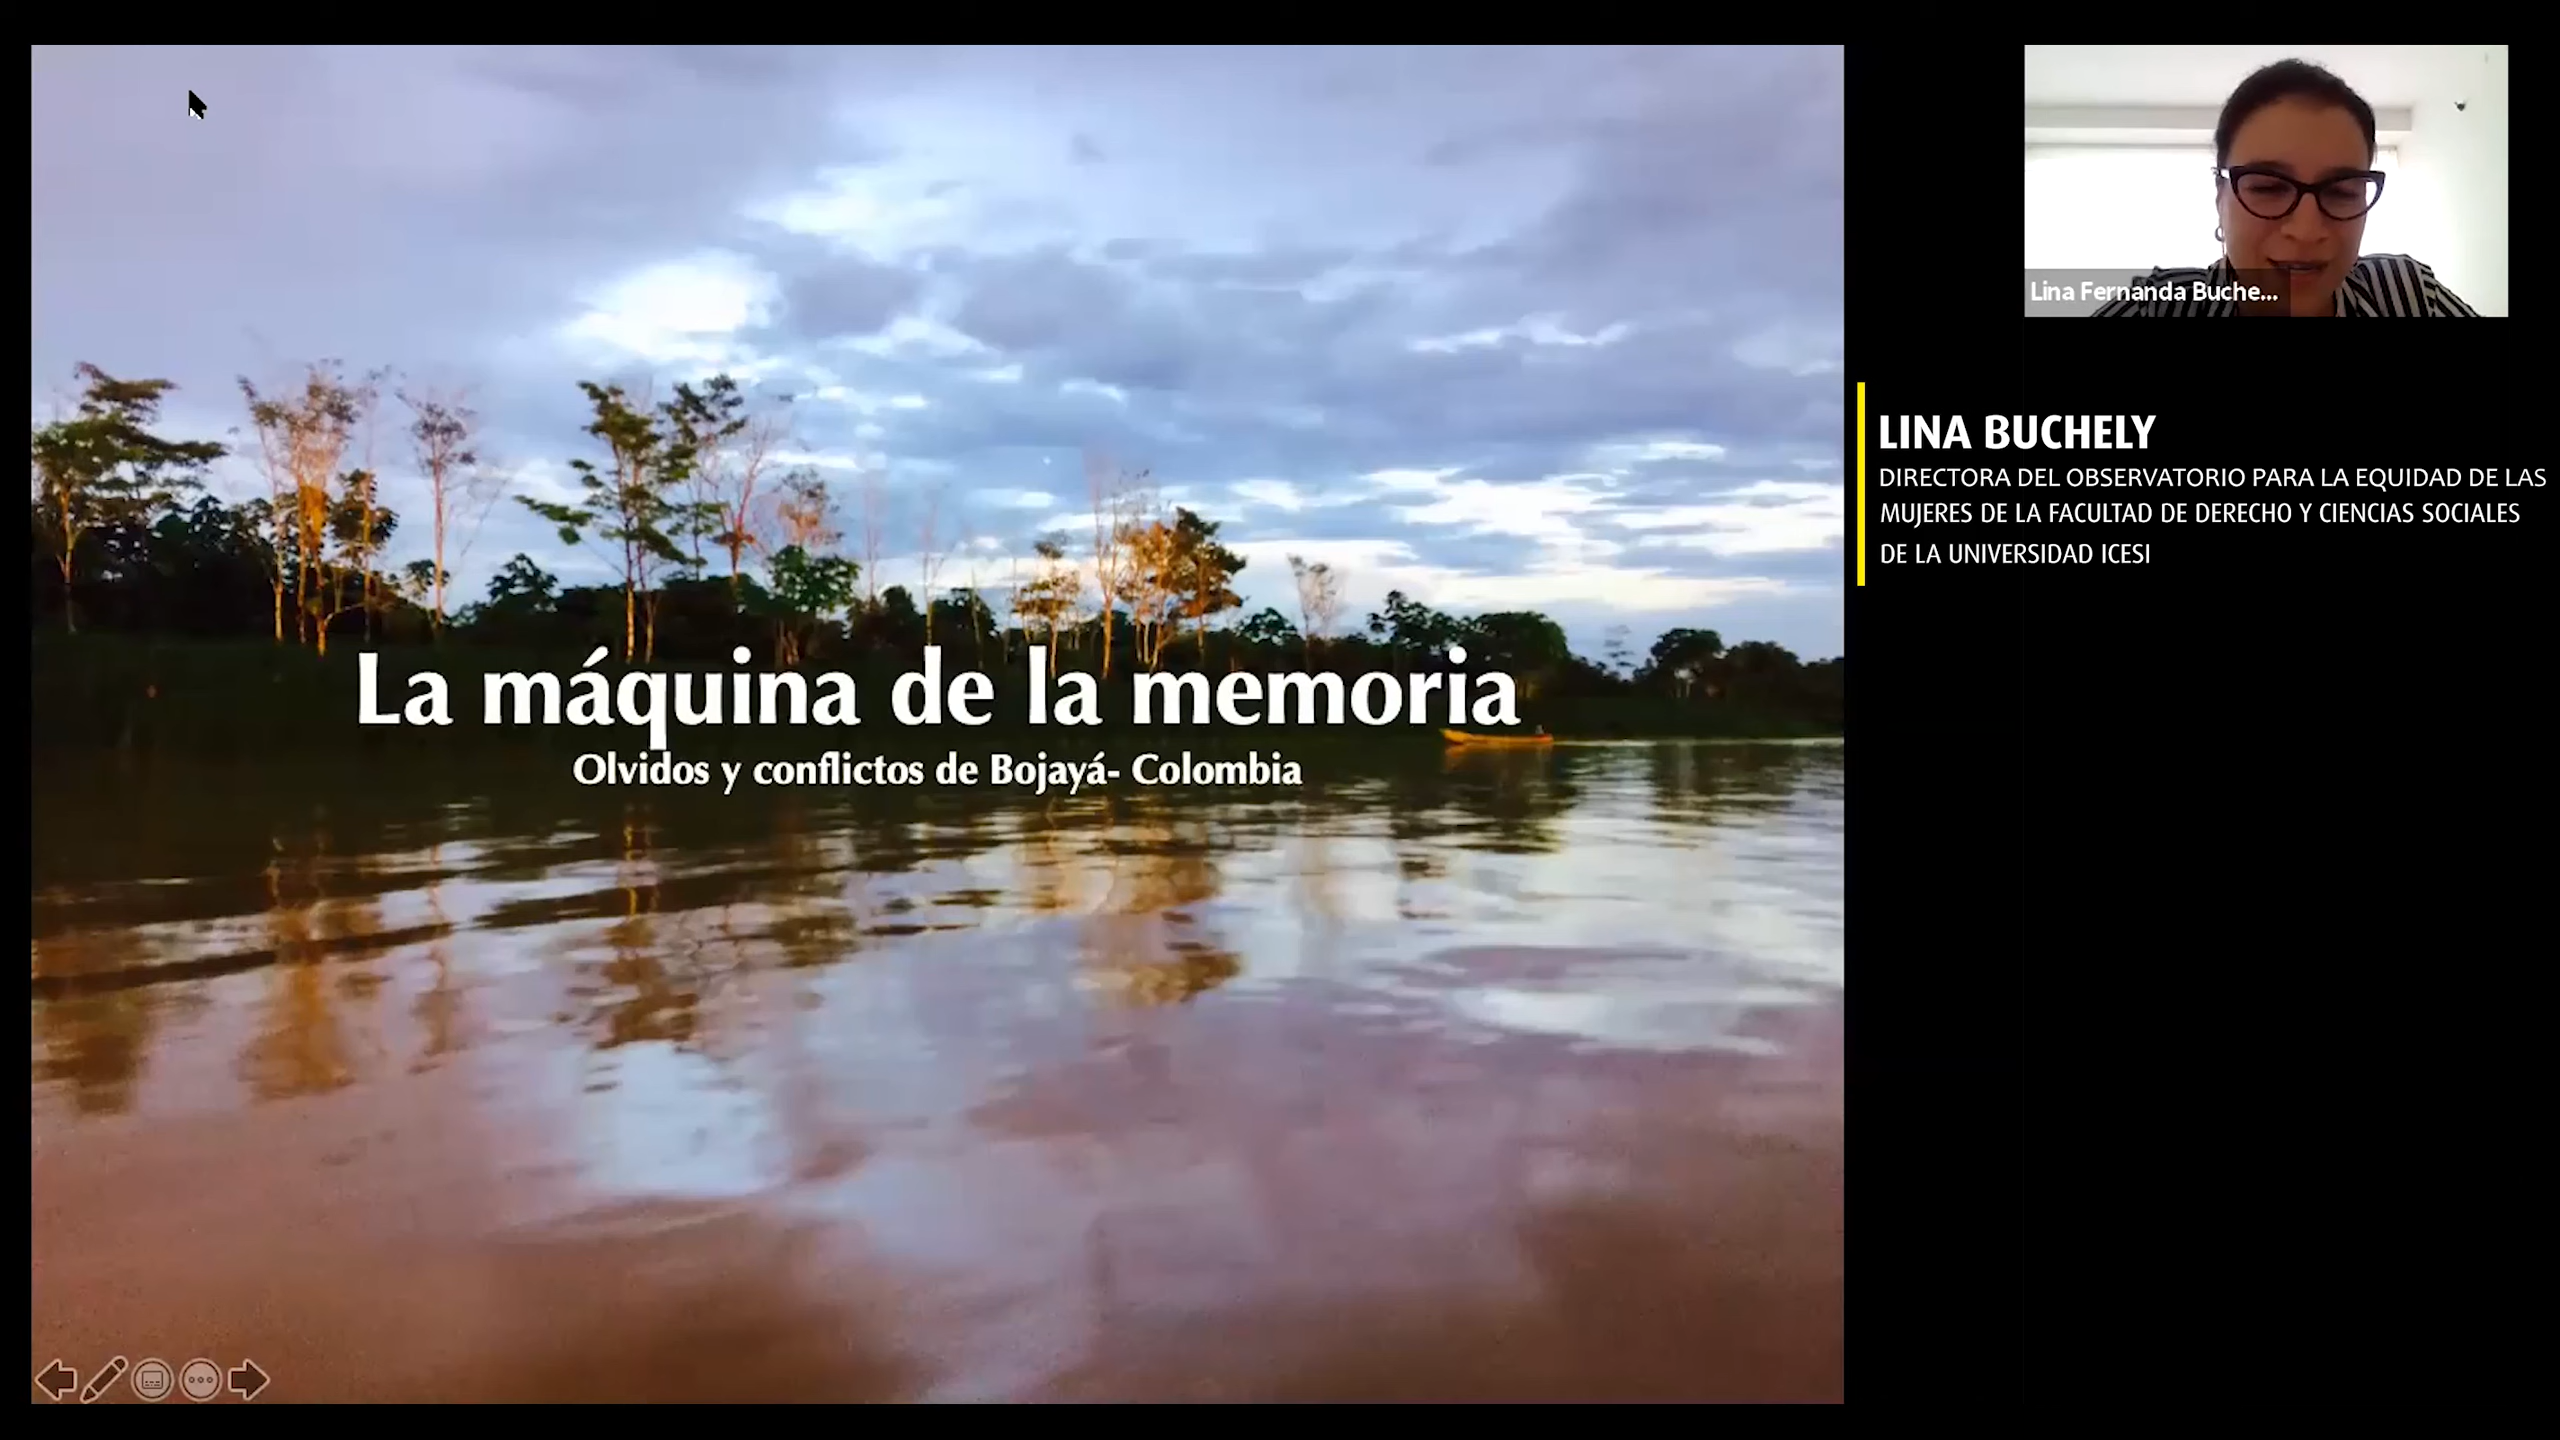 La máquina de la memoria
Olvidos y conflictos de Bojayá- Colombia
Lina Fernanda Buche...
LINA BUCHELY
DIRECTORA DEL OBSERVATORIO PARA LA EQUIDAD DE LAS
MUJERES DE LA FACULTAD DE DERECHO Y CIENCIAS SOCIALES
DE LA UNIVERSIDAD ICESI